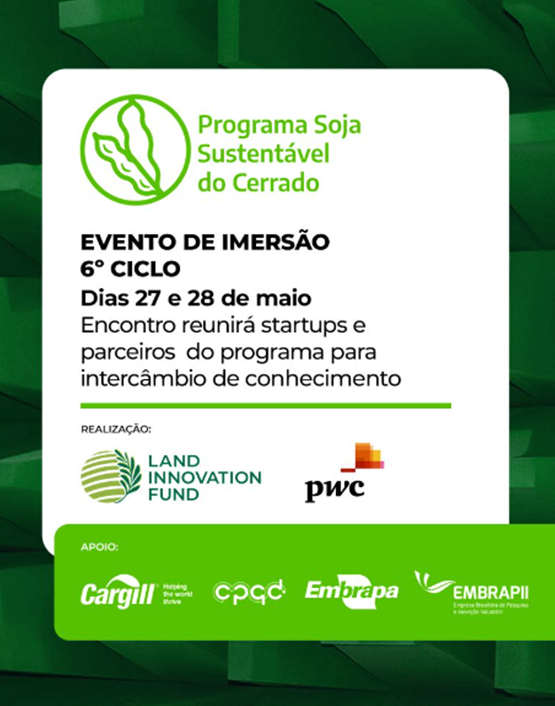 Programa Soja
Sustentável
do Cerrado
EVENTO DE IMERSÃO
6º CICLO
Dias 27 e 28 de maio
Encontro reunirá startups e
parceiros do programa para
intercâmbio de conhecimento
REALIZAÇÃO:
LAND
INNOVATION
FUND
pwc
APOIO:
Cargill®
Helping
the world
thrive
cpqd
Embrapa
EMBRAPII
Empresa Brasileira de Pesquisa
e Inovação Industrial